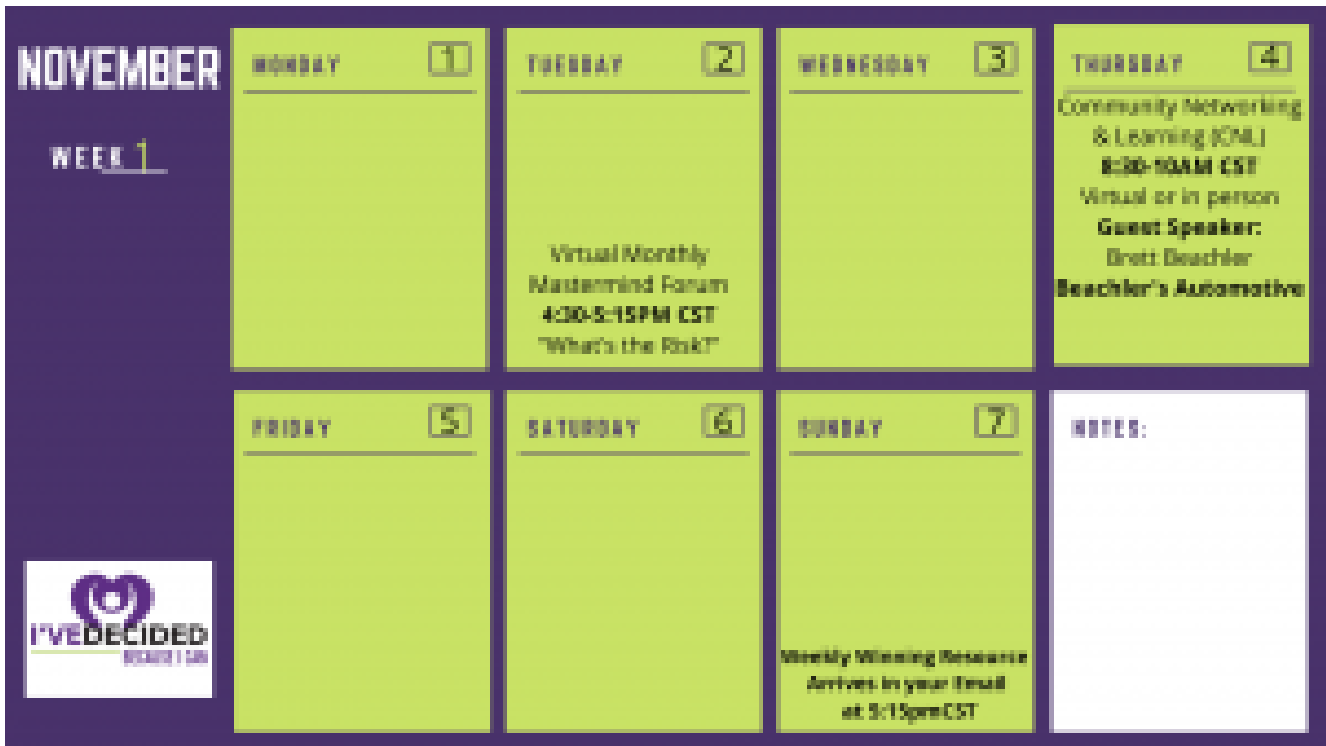 NOVEMBER
WEEK 1
MONDAY 1
TUESDAY 2
Virtual Monthly
Mastermind Forum
4:30-5:15PM CST
"What's the Risk?"
WEDNESDAY 3
THURSDAY 4
Community Networking
& Learning (CNL)
8:30-10AM CST
Virtual or in person
Guest Speaker:
Brett Beachler
Beachler's Automotive
FRIDAY 5
SATURDAY 6
SUNDAY 7
Weekly Winning Resource
Arrives in your Email
at 5:15pmCST
NOTES:
I'VEDECIDED
BECAUSE I CAN